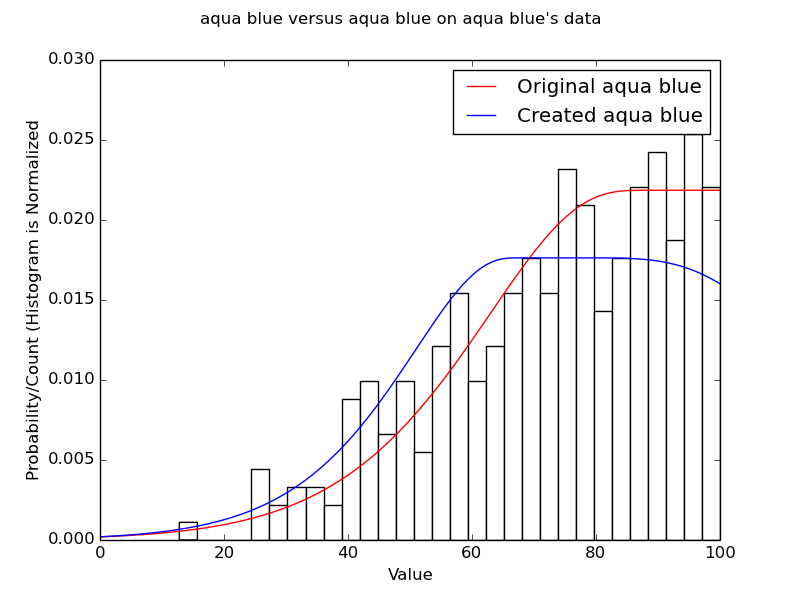 aqua blue versus aqua blue on aqua blue's data
Original aqua blue
Created aqua blue
Probability/Count (Histogram is Normalized
0.030
0.025
0.020
0.015
0.010
0.005
0.000
0 20 40 60 80 100
Value